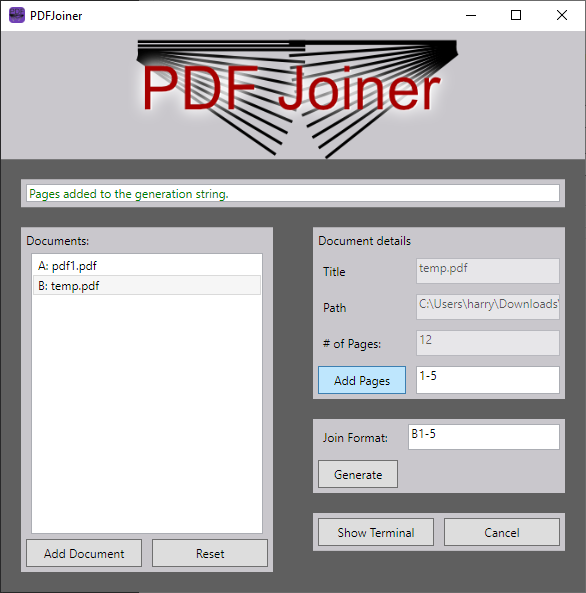 PDFJoiner
PDF Joiner
Pages added to the generation string.
Documents:
A: pdf1.pdf
B: temp.pdf
Add Document
Reset
Document details
Title
temp.pdf
Path
C:\Users\harry\Downloads\
# of Pages:
12
Add Pages
1-5
Join Format:
B1-5
Generate
Show Terminal
Cancel